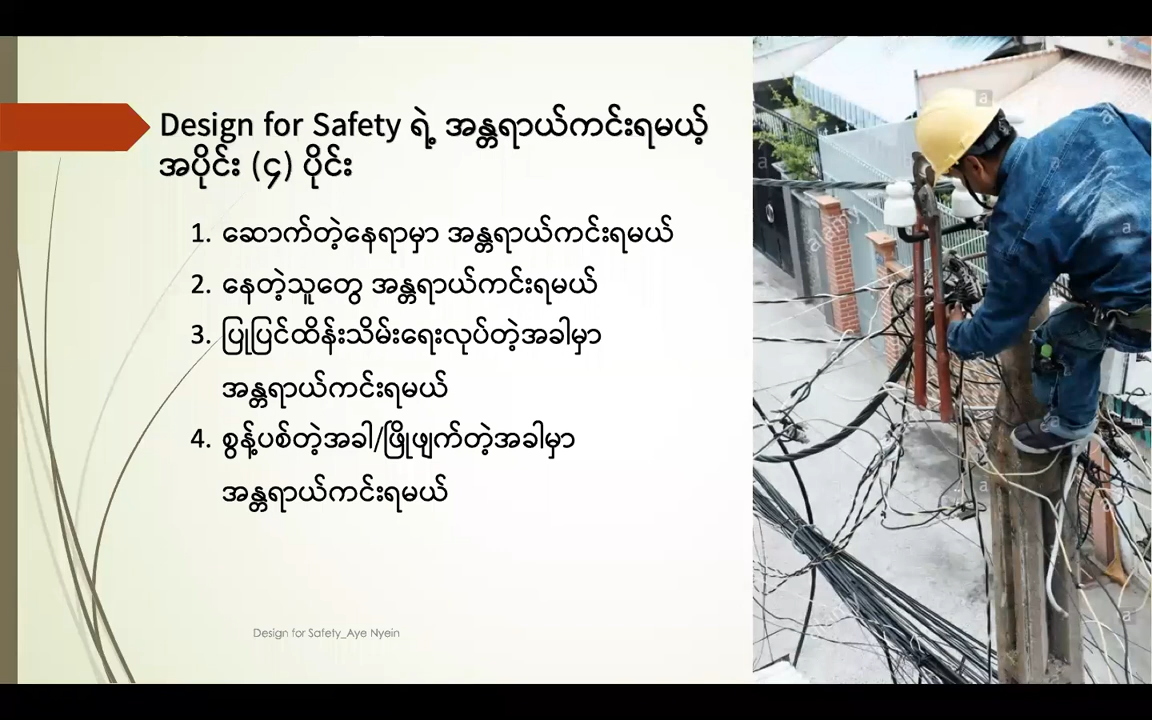 Design for Safety ရဲ့ အန္တရာယ်ကင်းရမယ့်
အပိုင်း (၄) ပိုင်း
1. ဆောက်တဲ့နေရာမှာ အန္တရာယ်ကင်းရမယ်
2. နေတဲ့သူတွေ အန္တရာယ်ကင်းရမယ်
3. ပြုပြင်ထိန်းသိမ်းရေးလုပ်တဲ့အခါမှာ
အန္တရာယ်ကင်းရမယ်
4. စွန့်ပစ်တဲ့အခါ/ဖြိုဖျက်တဲ့အခါမှာ
အန္တရာယ်ကင်းရမယ်
Design for Safety_Aye Nyein
alamy